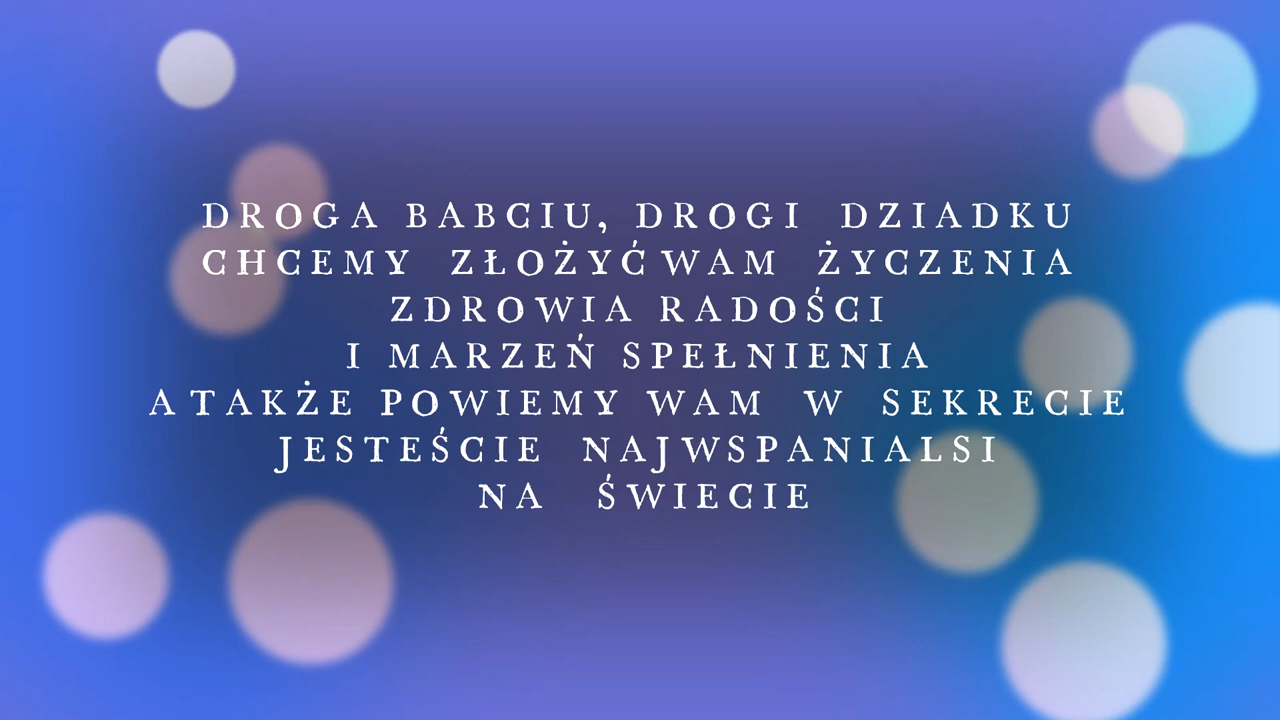 DROGA BABCIU, DROGI DZIADKU
CHCEMY ZŁOŻYĆ WAM ŻYCZENIA
ZDROWIA RADOŚCI
I MARZEŃ SPEŁNIENIA
A TAKŻE POWIEMY WAM W SEKRECIE
JESTEŚCIE NAJWSPANIALSI
NA ŚWIECIE